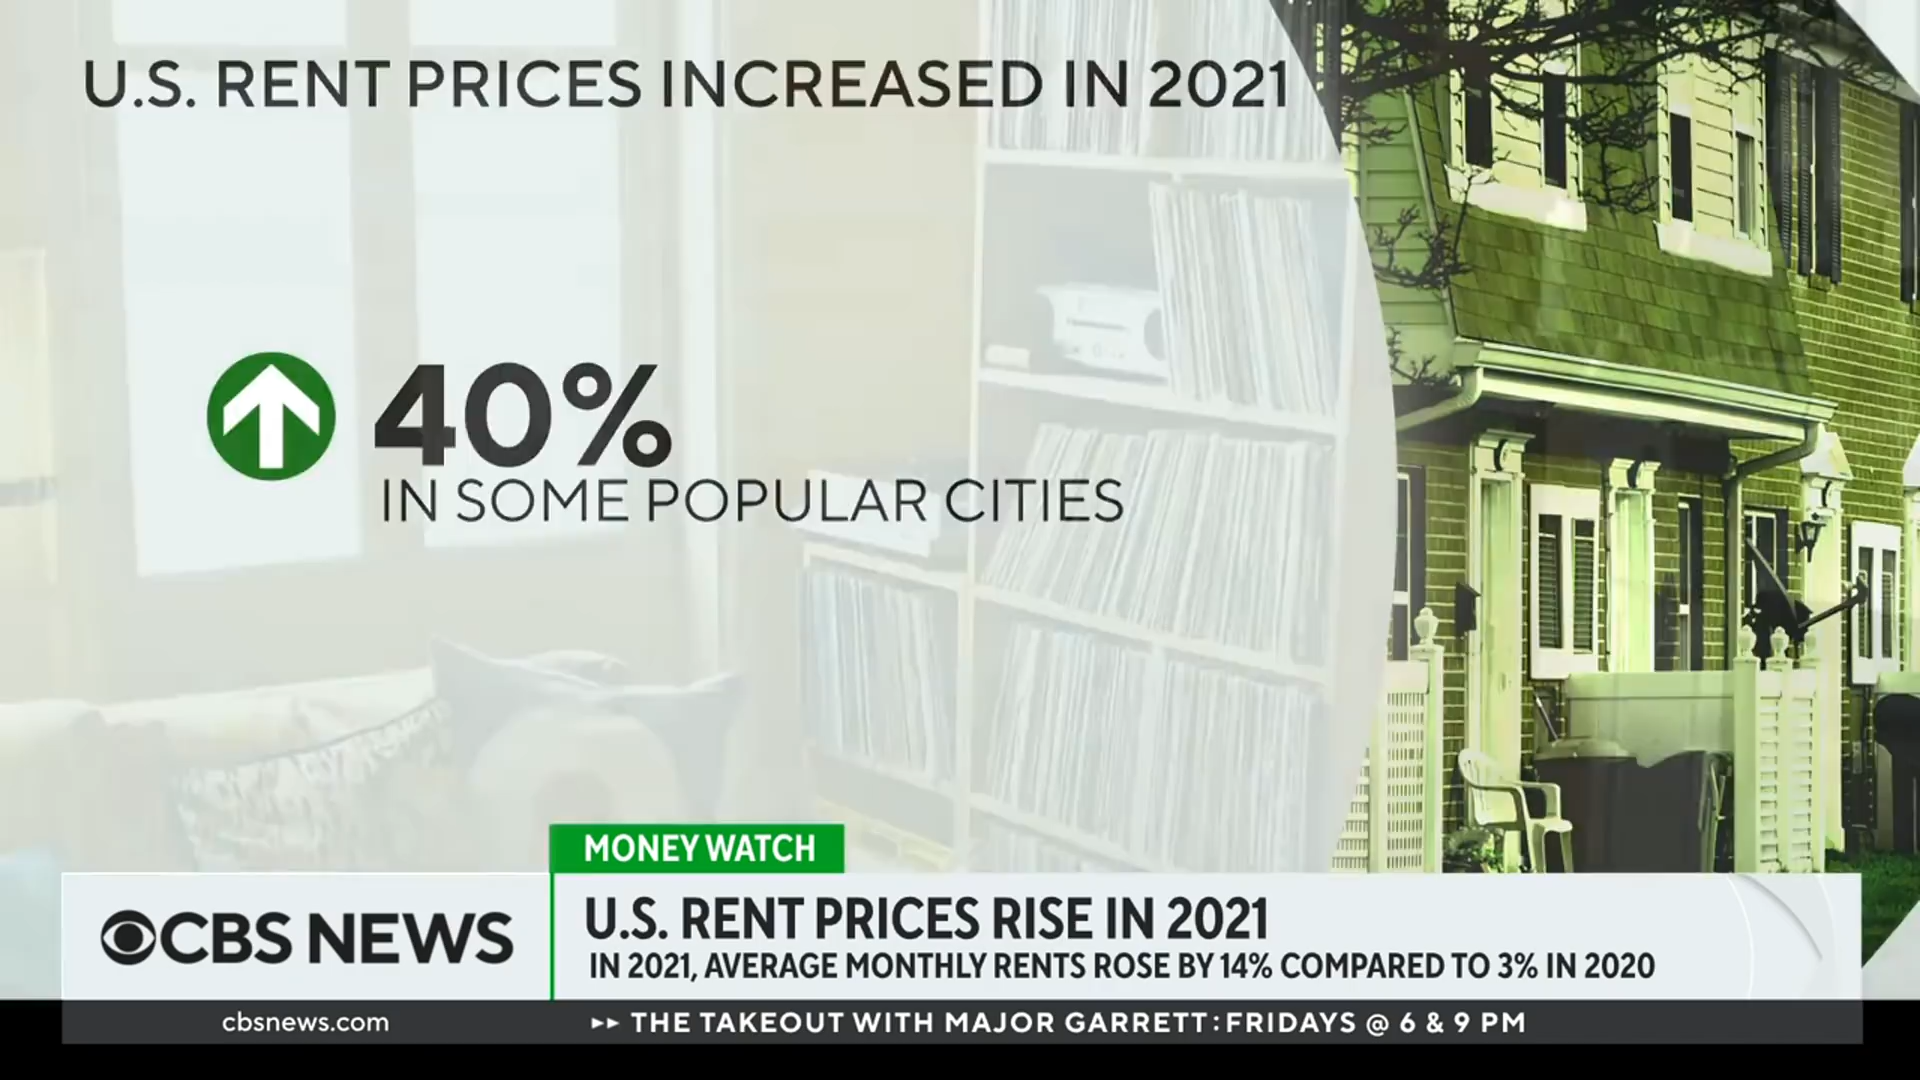 U.S. RENT PRICES INCREASED IN 2021
40%
IN SOME POPULAR CITIES
MONEY WATCH
CBS NEWS
U.S. RENT PRICES RISE IN 2021
IN 2021, AVERAGE MONTHLY RENTS ROSE BY 14% COMPARED TO 3% IN 2020
cbsnews.com
THE TAKEOUT WITH MAJOR GARRETT: FRIDAYS @ 6 & 9 PM